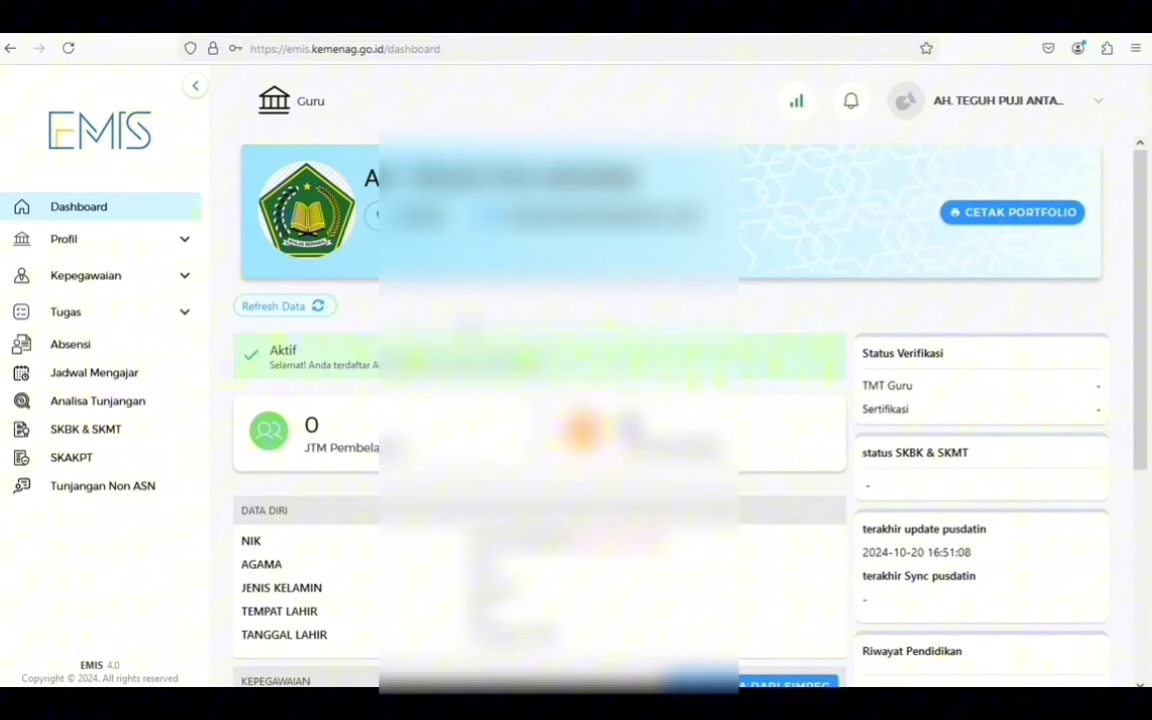 https://emis.kemenag.go.id/dashboard
EMIS
Guru
AH. TEGUH PUJI ANTA...
Dashboard
Profil
Kepegawaian
Tugas
Absensi
Jadwal Mengajar
Analisa Tunjangan
SKBK & SKMT
SKAKPT
Tunjangan Non ASN
EMIS 4.0
Copyright © 2024. All rights reserved
A
CETAK PORTFOLIO
Refresh Data
Aktif
Selamat! Anda terdaftar A
0
JTM Pembela
DATA DIRI
NIK
AGAMA
JENIS KELAMIN
TEMPAT LAHIR
TANGGAL LAHIR
KEPEGAWAIAN
DARI SIMPEG
Status Verifikasi
TMT Guru -
Sertifikasi -
status SKBK & SKMT
-
terakhir update pusdatin
2024-10-20 16:51:08
terakhir Sync pusdatin
-
Riwayat Pendidikan